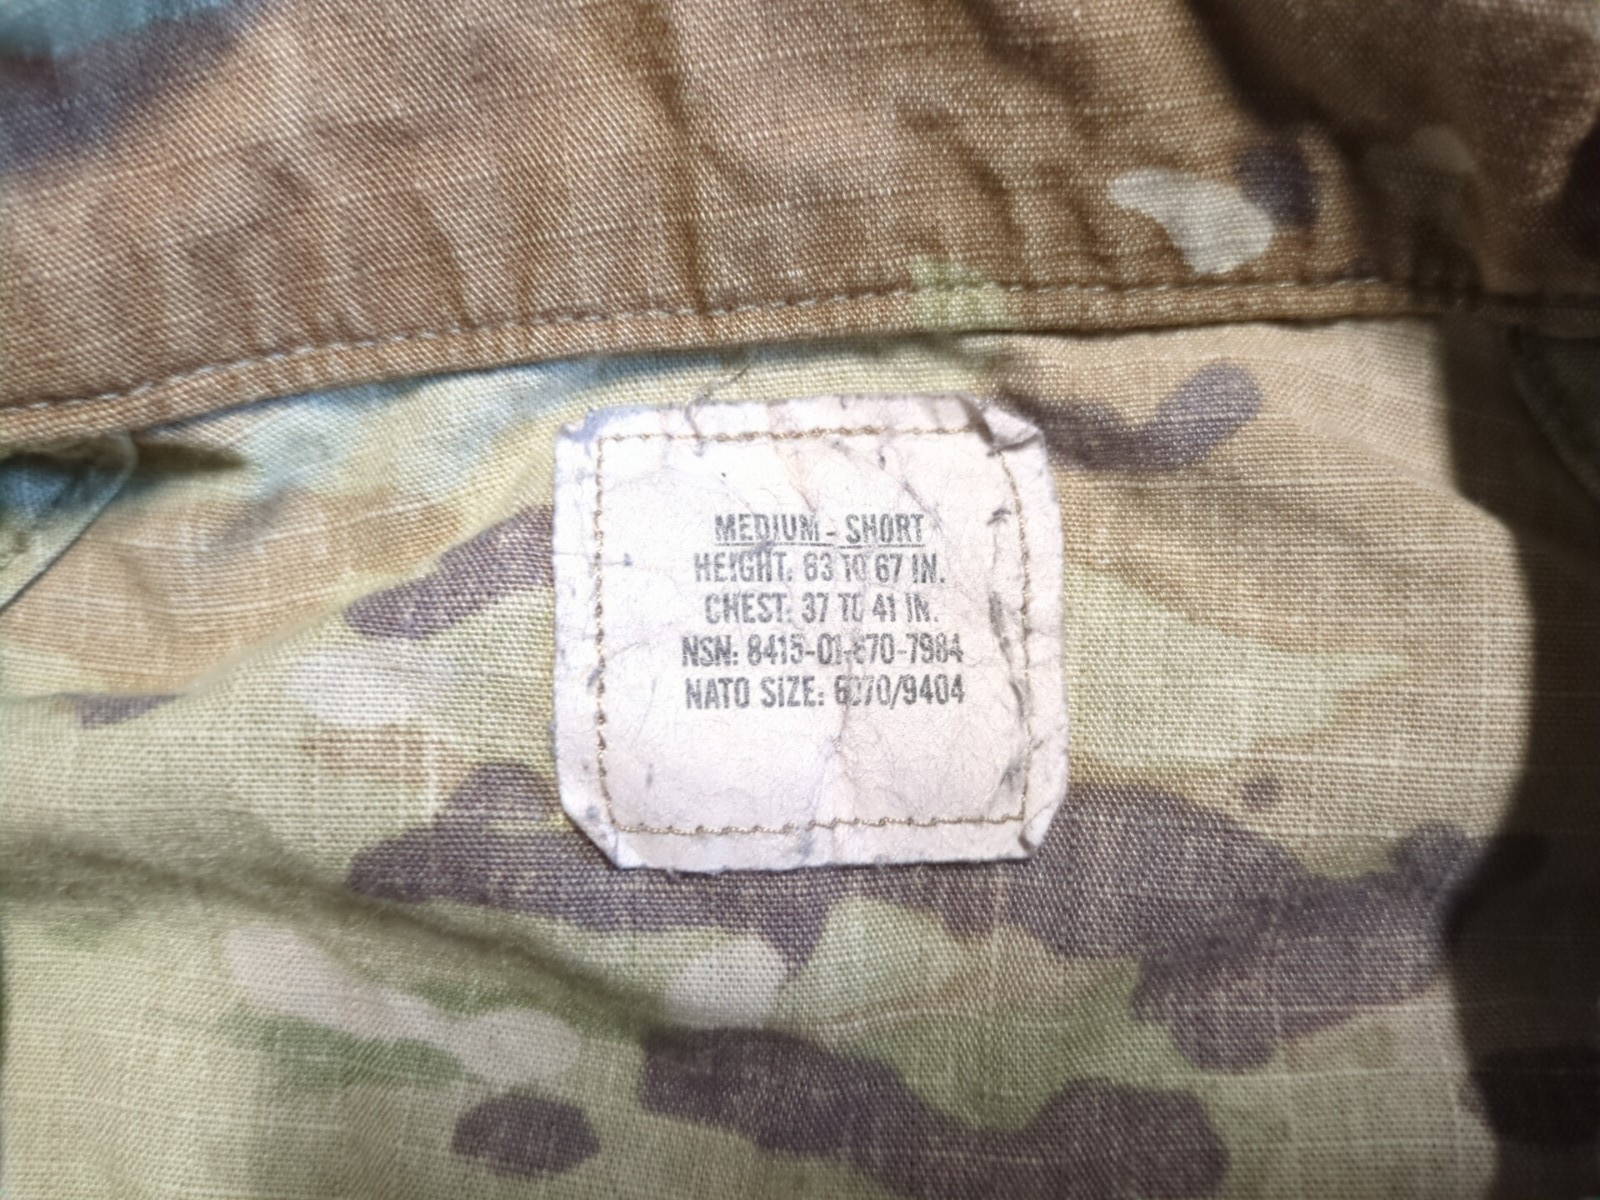 MEDIUM - SHORT
HEIGHT: 63 TO 67 IN.
CHEST: 37 TO 41 IN.
NSN: 8415-01-670-7984
NATO SIZE: 6070/9404